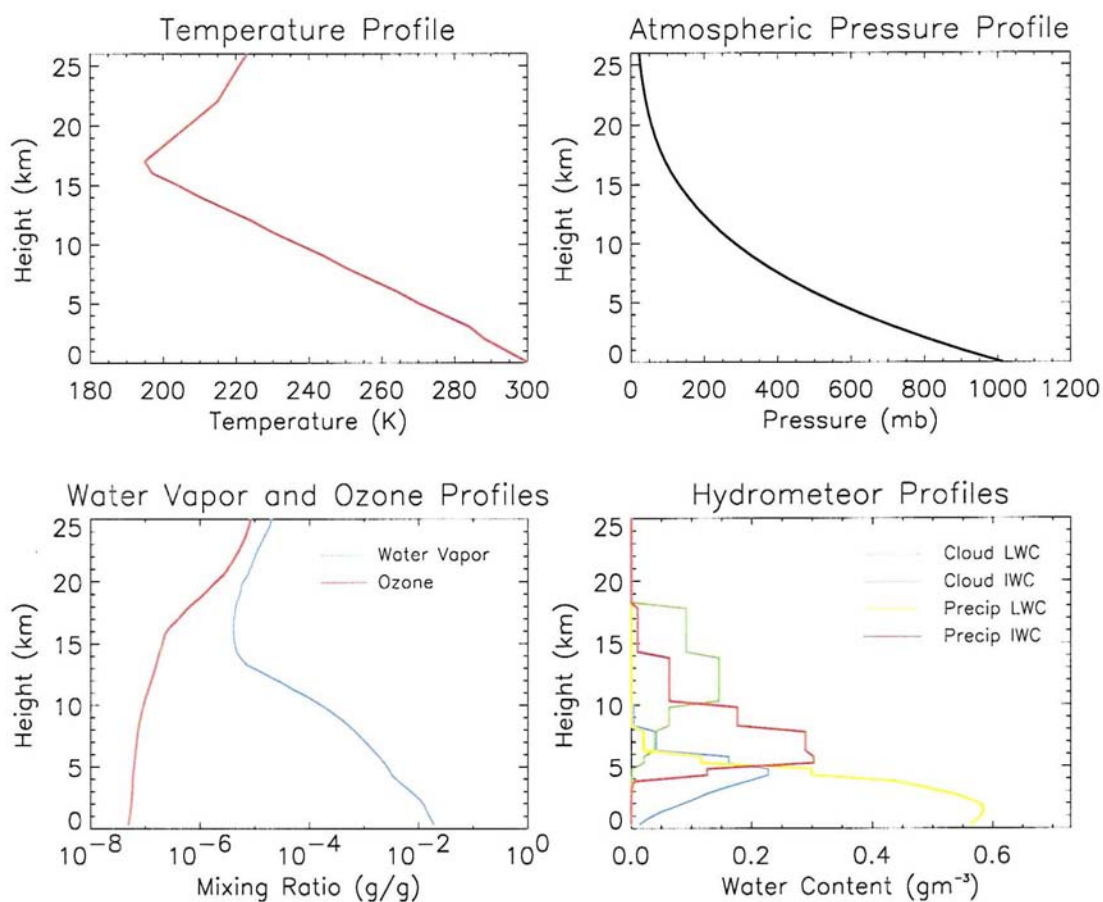 Temperature Profile
25
20
15
10
5
0
Height (km)
180 200 220 240 260 280 300
Temperature (K)
Atmospheric Pressure Profile
25
20
15
10
5
0
Height (km)
0 200 400 600 800 1000 1200
Pressure (mb)
Water Vapor and Ozone Profiles
25
20
15
10
5
0
Height (km)
Water Vapor
Ozone
10⁻⁸ 10⁻⁶ 10⁻⁴ 10⁻² 10⁰
Mixing Ratio (g/g)
Hydrometeor Profiles
25
20
15
10
5
0
Height (km)
Cloud LWC
Cloud IWC
Precip LWC
Precip IWC
0.0 0.2 0.4 0.6
Water Content (gm⁻³)